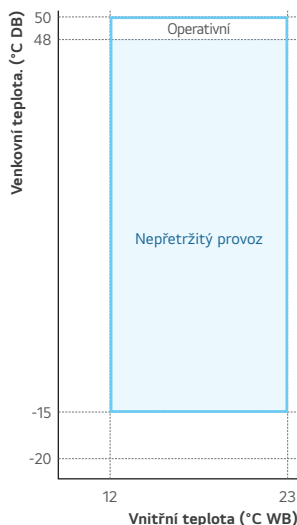 Venkovní teplota. (°C DB)
50
Operativní
48
Nepřetržitý provoz
-15
-20
12
23
Vnitřní teplota (°C WB)